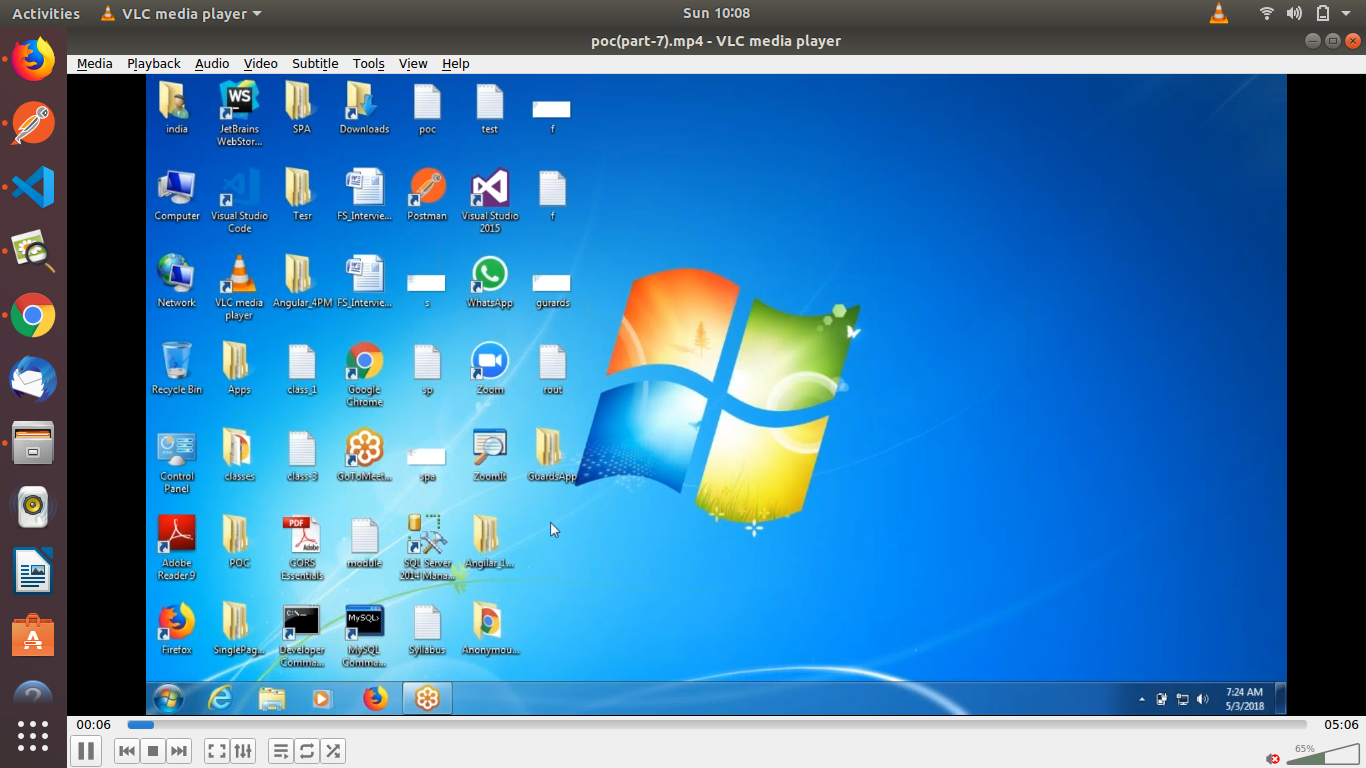 Activities
VLC media player
Sun 10:08
poc(part-7).mp4 - VLC media player
Media Playback Audio Video Subtitle Tools View Help
india
JetBrains
WebStor...
SPA
Downloads
poc
test
f
Computer
Visual Studio
Code
Tesr
FS_Intervie...
Postman
Visual Studio
2015
f
Network
VLC media
player
Angular_4PM
FS_Intervie...
s
WhatsApp
gurards
Recycle Bin
Apps
class_1
Google
Chrome
sp
Zoom
rout
Control
Panel
classes
class-3
GoToMeet...
spa
ZoomIt
GuardsApp
Adobe
Reader 9
POC
PDF
Adobe
CORS
Essentials
module
SQL Server
2014 Mana...
Angilar_1...
Firefox
SinglePag...
C:\
Developer
Comma...
MySQL>
MySQL
Comma...
Syllabus
Anonymou...
WS
7:24 AM
5/3/2018
00:06
05:06
65%